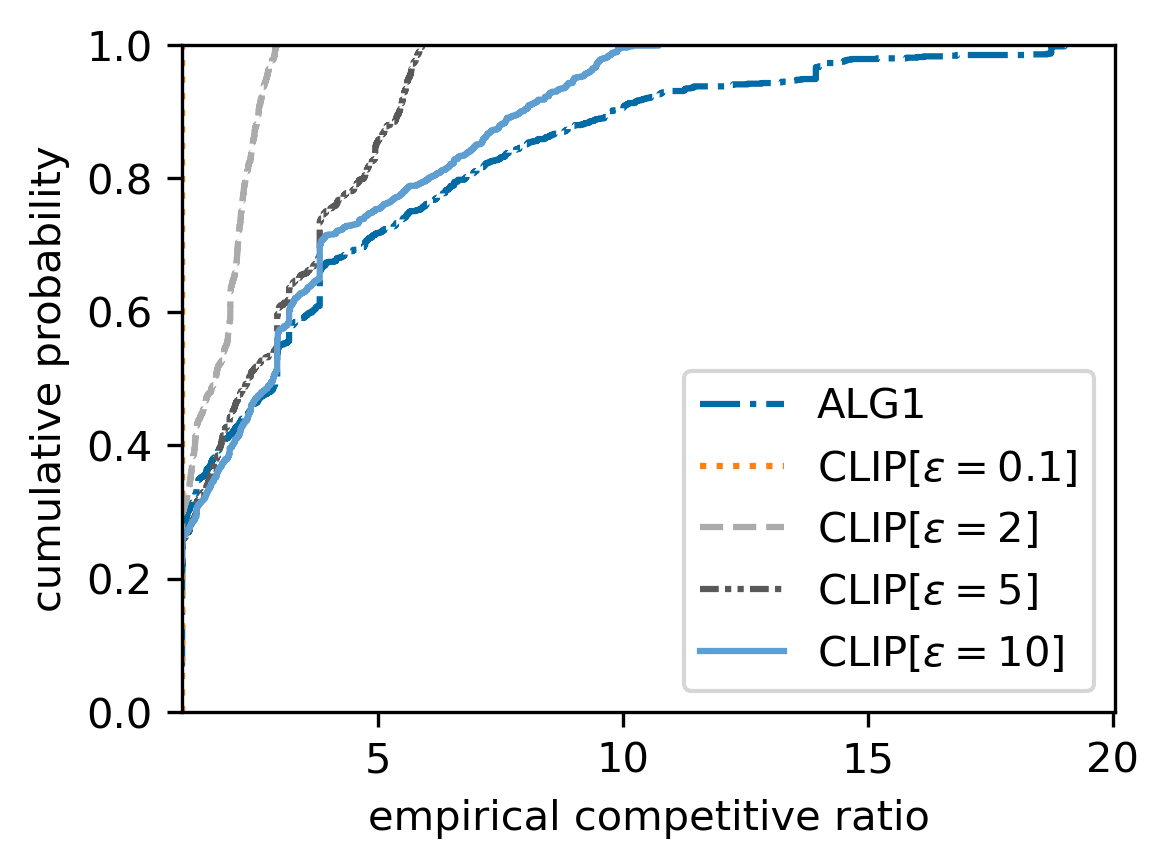 1.0
0.8
0.6
0.4
0.2
0.0
cumulative probability
ALG1
CLIP[ε = 0.1]
CLIP[ε = 2]
CLIP[ε = 5]
CLIP[ε = 10]
5 10 15 20
empirical competitive ratio